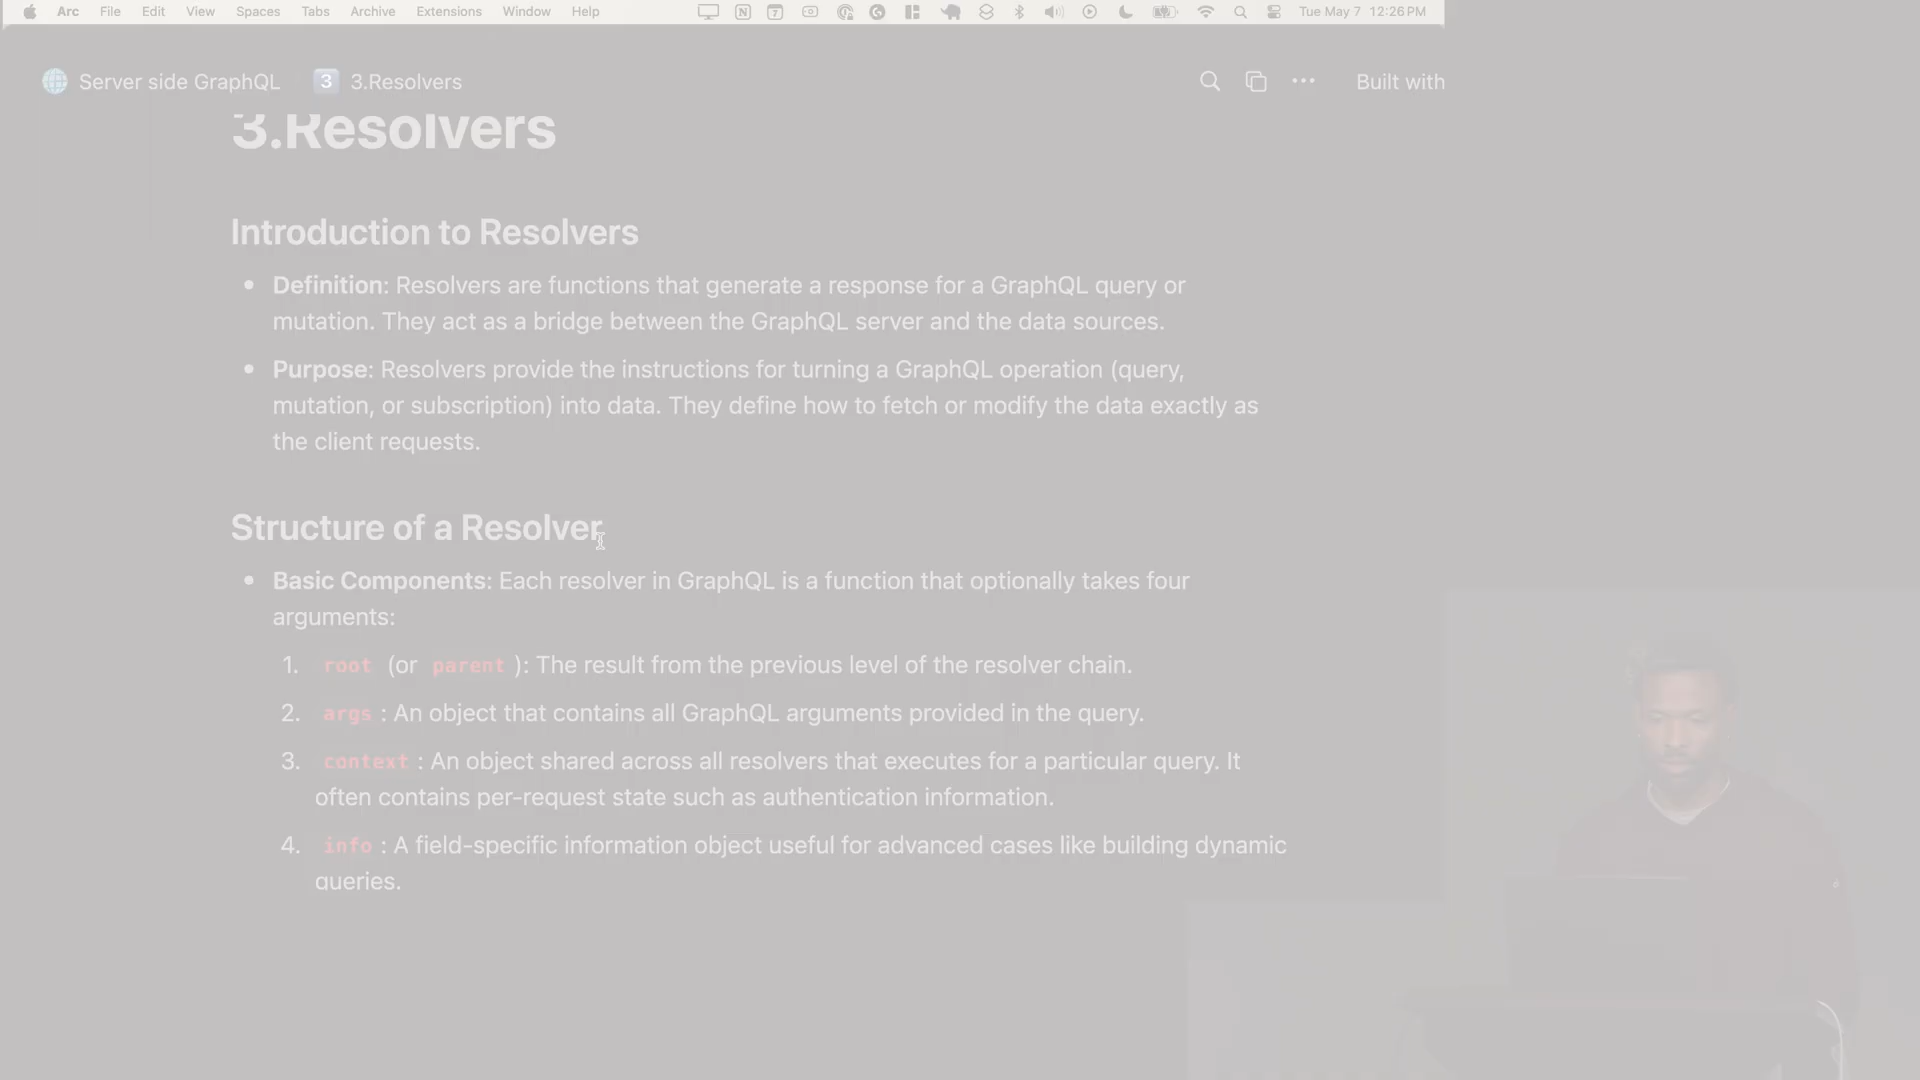 Arc File Edit View Spaces Tabs Archive Extensions Window Help Tue May 7 12:26 PM
Server side GraphQL 3 3.Resolvers Built with
3.Resolvers
Introduction to Resolvers
• Definition: Resolvers are functions that generate a response for a GraphQL query or
mutation. They act as a bridge between the GraphQL server and the data sources.
• Purpose: Resolvers provide the instructions for turning a GraphQL operation (query,
mutation, or subscription) into data. They define how to fetch or modify the data exactly as
the client requests.
Structure of a Resolver
• Basic Components: Each resolver in GraphQL is a function that optionally takes four
arguments:
1. root (or parent ): The result from the previous level of the resolver chain.
2. args : An object that contains all GraphQL arguments provided in the query.
3. context : An object shared across all resolvers that executes for a particular query. It
often contains per-request state such as authentication information.
4. info : A field-specific information object useful for advanced cases like building dynamic
queries.